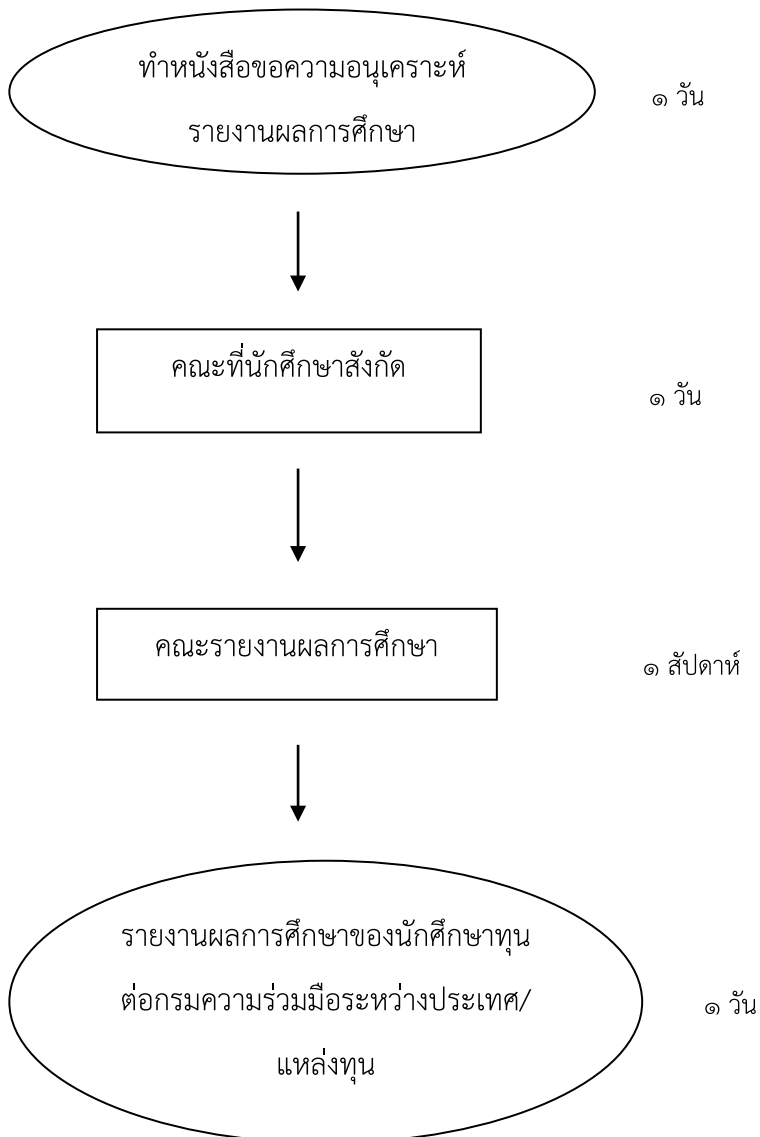 ทำหนังสือขอความอนุเคราะห์
รายงานผลการศึกษา
๑ วัน
คณะที่นักศึกษาสังกัด
๑ วัน
คณะรายงานผลการศึกษา
๑ สัปดาห์
รายงานผลการศึกษาของนักศึกษาทุน
ต่อกรมความร่วมมือระหว่างประเทศ/
แหล่งทุน
๑ วัน